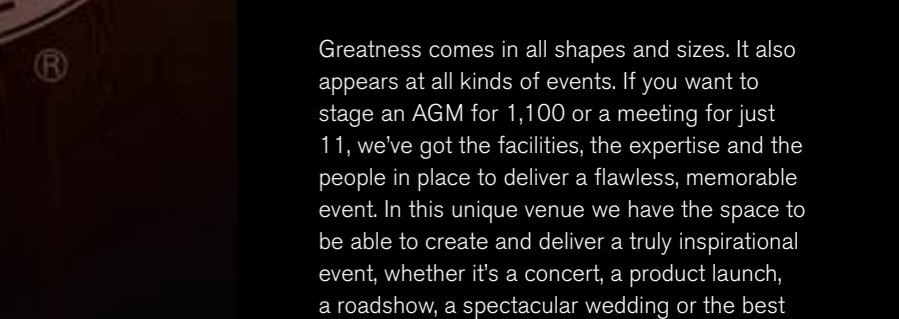 ®
Greatness comes in all shapes and sizes. It also
appears at all kinds of events. If you want to
stage an AGM for 1,100 or a meeting for just
11, we’ve got the facilities, the expertise and the
people in place to deliver a flawless, memorable
event. In this unique venue we have the space to
be able to create and deliver a truly inspirational
event, whether it’s a concert, a product launch,
a roadshow, a spectacular wedding or the best